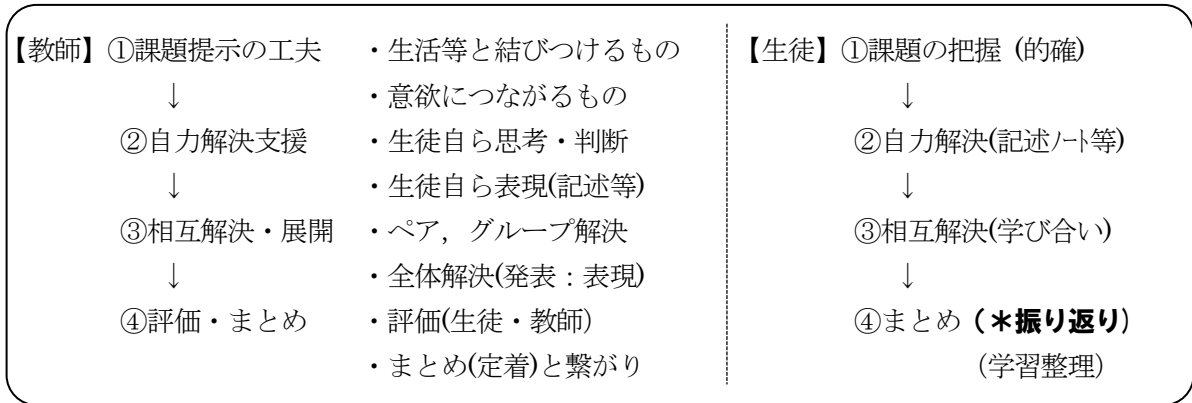 【教師】①課題提示の工夫 ・生活等と結びつけるもの
↓ ・意欲につながるもの
②自力解決支援 ・生徒自ら思考・判断
↓ ・生徒自ら表現(記述等)
③相互解決・展開 ・ペア，グループ解決
↓ ・全体解決(発表：表現)
④評価・まとめ ・評価(生徒・教師)
・まとめ(定着)と繋がり
【生徒】①課題の把握 (的確)
↓
②自力解決(記述ﾉｰﾄ等)
↓
③相互解決(学び合い)
↓
④まとめ（＊振り返り）
（学習整理）